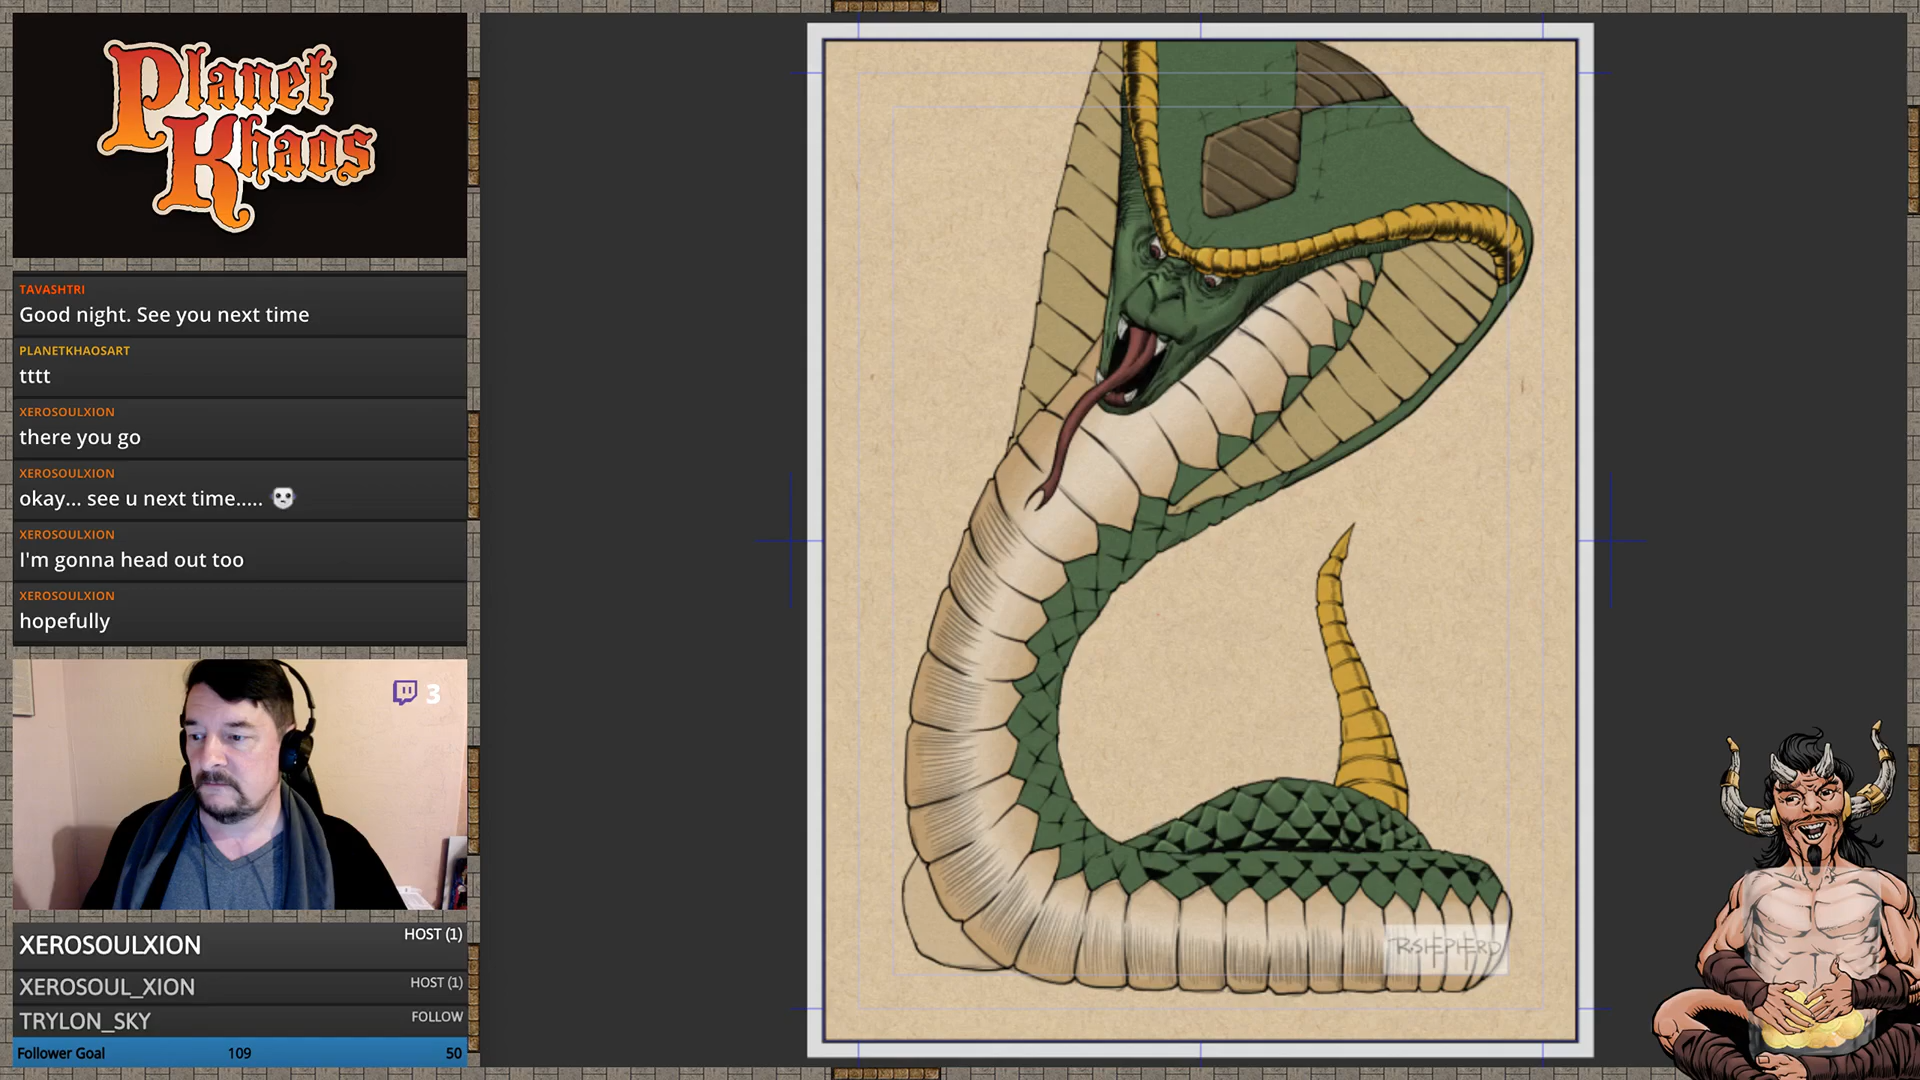 Planet
Khaos
TAVASHTRI
Good night. See you next time
PLANETKHAOSART
tttt
XEROSOULXION
there you go
XEROSOULXION
okay... see u next time.....
XEROSOULXION
I'm gonna head out too
XEROSOULXION
hopefully
3
XEROSOULXION HOST (1)
XEROSOUL_XION HOST (1)
TRYLON_SKY FOLLOW
Follower Goal 109 50
R.SHEPHERD